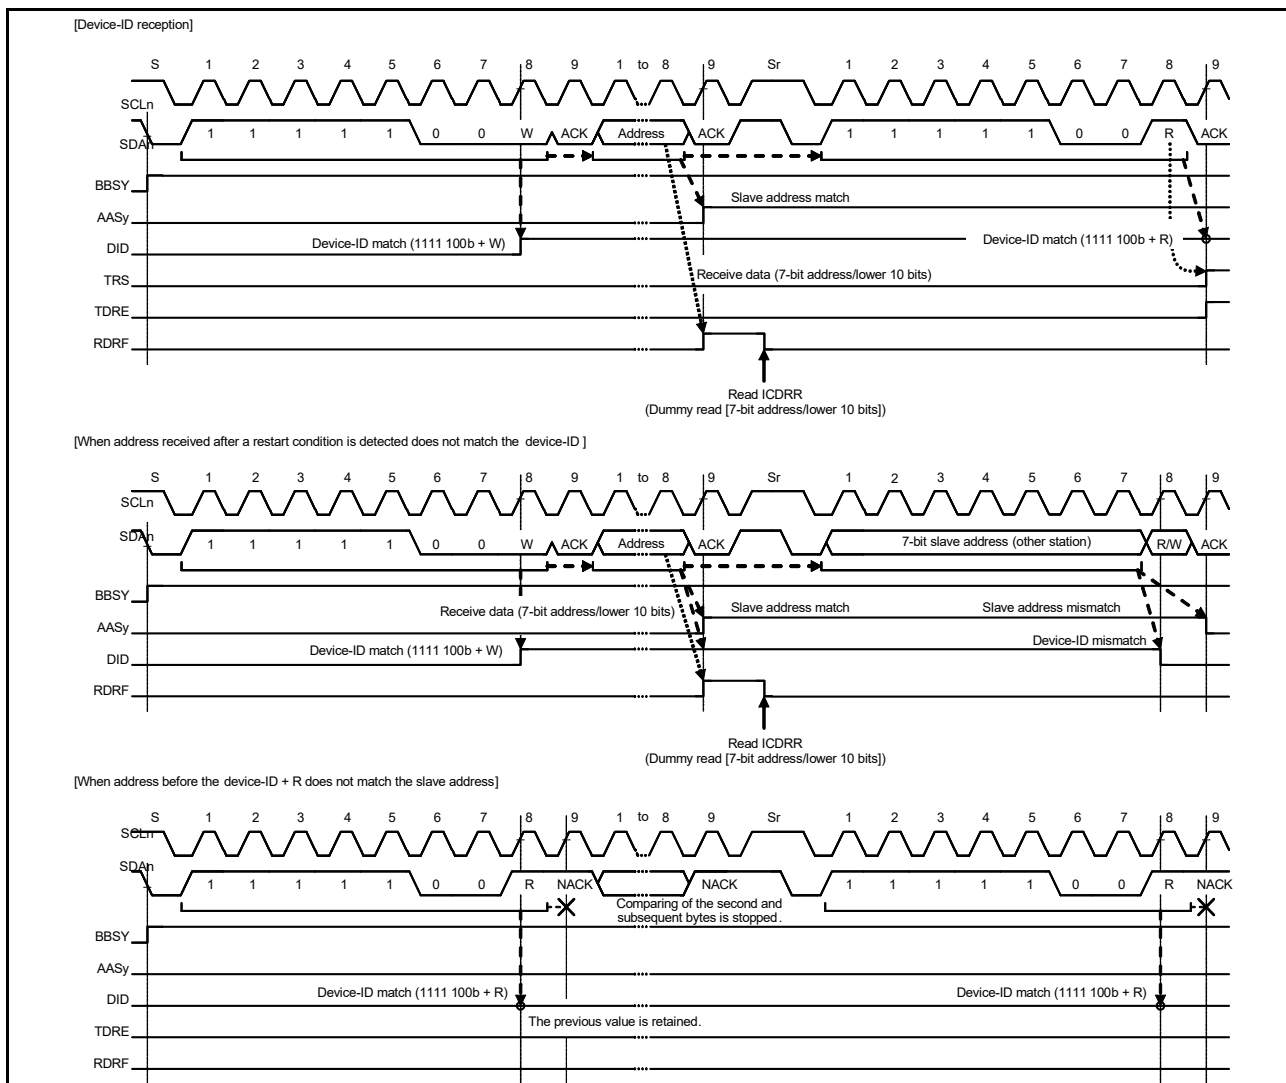 [Device-ID reception]
S 1 2 3 4 5 6 7 8 9 1 to 8 9 Sr 1 2 3 4 5 6 7 8 9
SCLn
1 1 1 1 1 0 0 W ACK Address ACK 1 1 1 1 1 0 0 R ACK
SDAn
BBSY
Slave address match
AASy
Device-ID match (1111 100b + W) Device-ID match (1111 100b + R)
DID
Receive data (7-bit address/lower 10 bits)
TRS
TDRE
RDRF
Read ICDRR
(Dummy read [7-bit address/lower 10 bits])
[When address received after a restart condition is detected does not match the device-ID ]
S 1 2 3 4 5 6 7 8 9 1 to 8 9 Sr 1 2 3 4 5 6 7 8 9
SCLn
SDAn
1 1 1 1 1 0 0 W ACK Address ACK 7-bit slave address (other station) R/W ACK
BBSY
Receive data (7-bit address/lower 10 bits) Slave address match Slave address mismatch
AASy
Device-ID match (1111 100b + W) Device-ID mismatch
DID
RDRF
Read ICDRR
(Dummy read [7-bit address/lower 10 bits])
[When address before the device-ID + R does not match the slave address]
S 1 2 3 4 5 6 7 8 9 1 to 8 9 Sr 1 2 3 4 5 6 7 8 9
SCLn
SDAn
1 1 1 1 1 0 0 R NACK NACK 1 1 1 1 1 0 0 R NACK
Comparing of the second and
subsequent bytes is stopped.
BBSY
AASy
Device-ID match (1111 100b + R) Device-ID match (1111 100b + R)
DID
The previous value is retained.
TDRE
RDRF